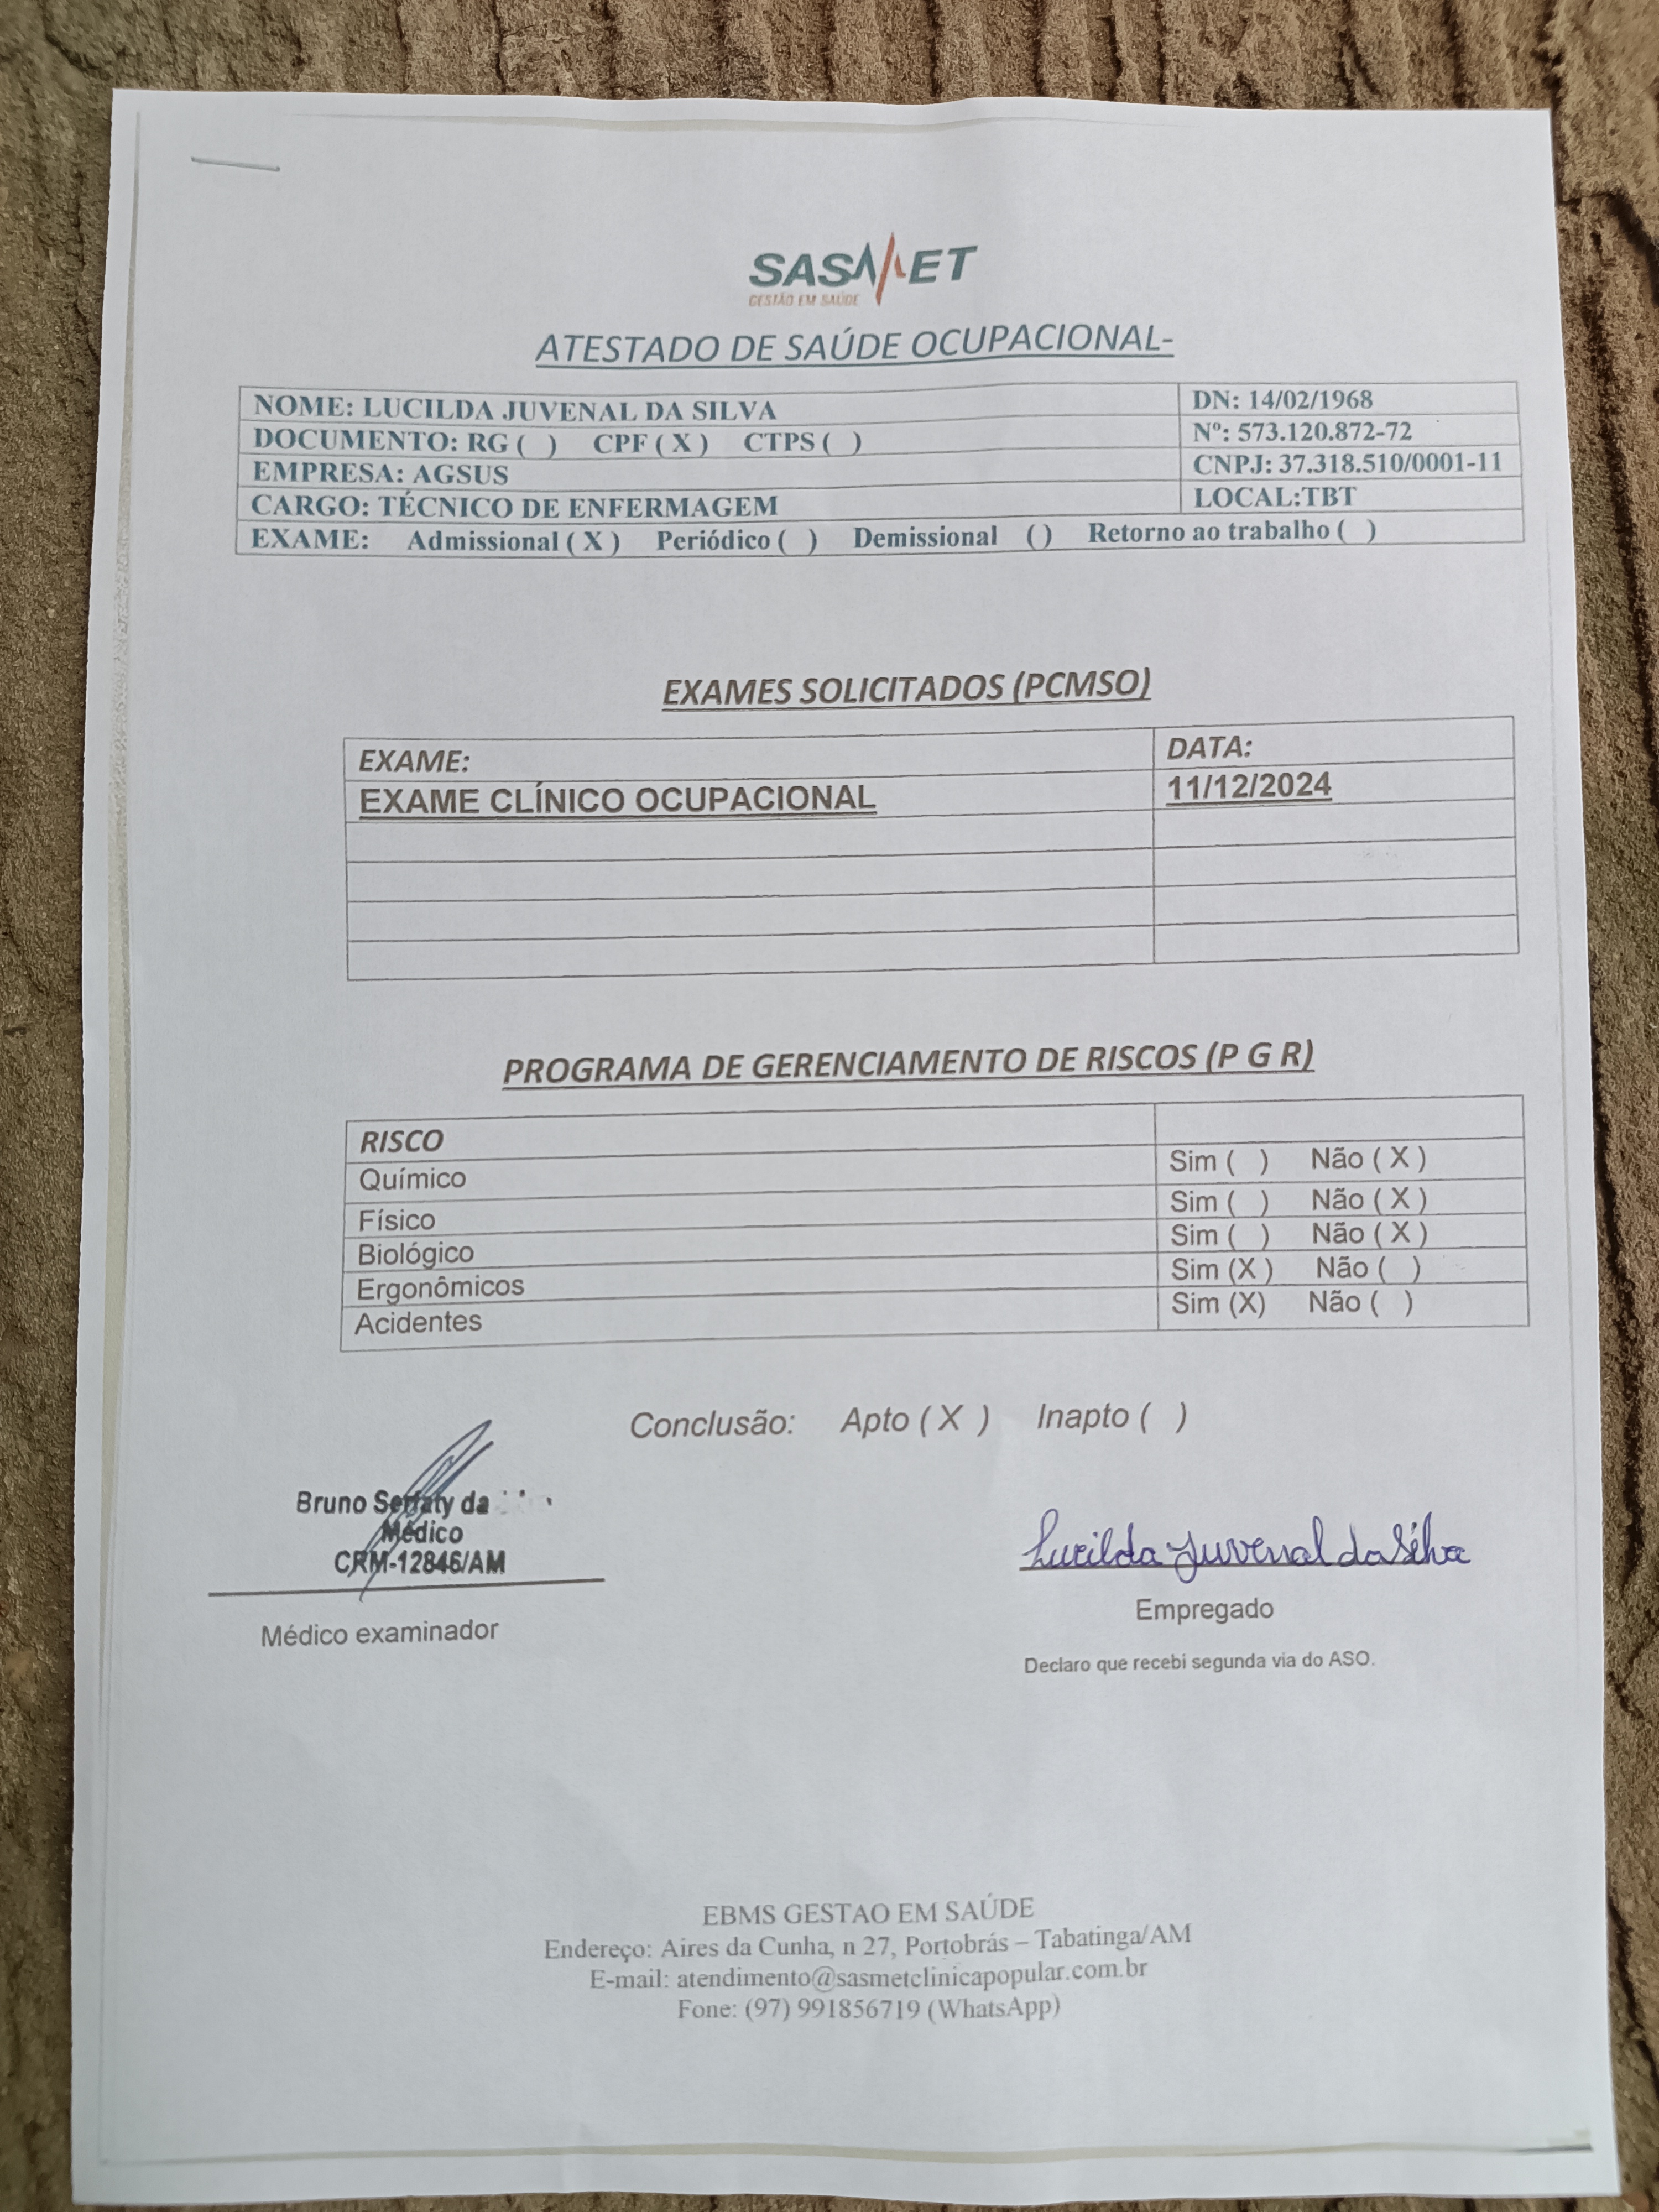 SASMET
GESTÃO EM SAÚDE
ATESTADO DE SAÚDE OCUPACIONAL-
NOME: LUCILDA JUVENAL DA SILVA DN: 14/02/1968
DOCUMENTO: RG ( ) CPF ( X ) CTPS ( ) Nº: 573.120.872-72
EMPRESA: AGSUS CNPJ: 37.318.510/0001-11
CARGO: TÉCNICO DE ENFERMAGEM LOCAL:TBT
EXAME: Admissional ( X ) Periódico ( ) Demissional ( ) Retorno ao trabalho ( )
EXAMES SOLICITADOS (PCMSO)
EXAME: DATA:
EXAME CLÍNICO OCUPACIONAL 11/12/2024
PROGRAMA DE GERENCIAMENTO DE RISCOS (P G R)
RISCO
Químico Sim ( ) Não ( X )
Físico Sim ( ) Não ( X )
Biológico Sim ( ) Não ( X )
Ergonômicos Sim (X ) Não ( )
Acidentes Sim (X) Não ( )
Conclusão: Apto ( X ) Inapto ( )
Bruno Serfaty da
Médico
CRM-12846/AM
Médico examinador
Lucilda Juvenal da Silva
Empregado
Declaro que recebi segunda via do ASO.
EBMS GESTAO EM SAÚDE
Endereço: Aires da Cunha, n 27, Portobrás – Tabatinga/AM
E-mail: atendimento@sasmetclinicapopular.com.br
Fone: (97) 991856719 (WhatsApp)